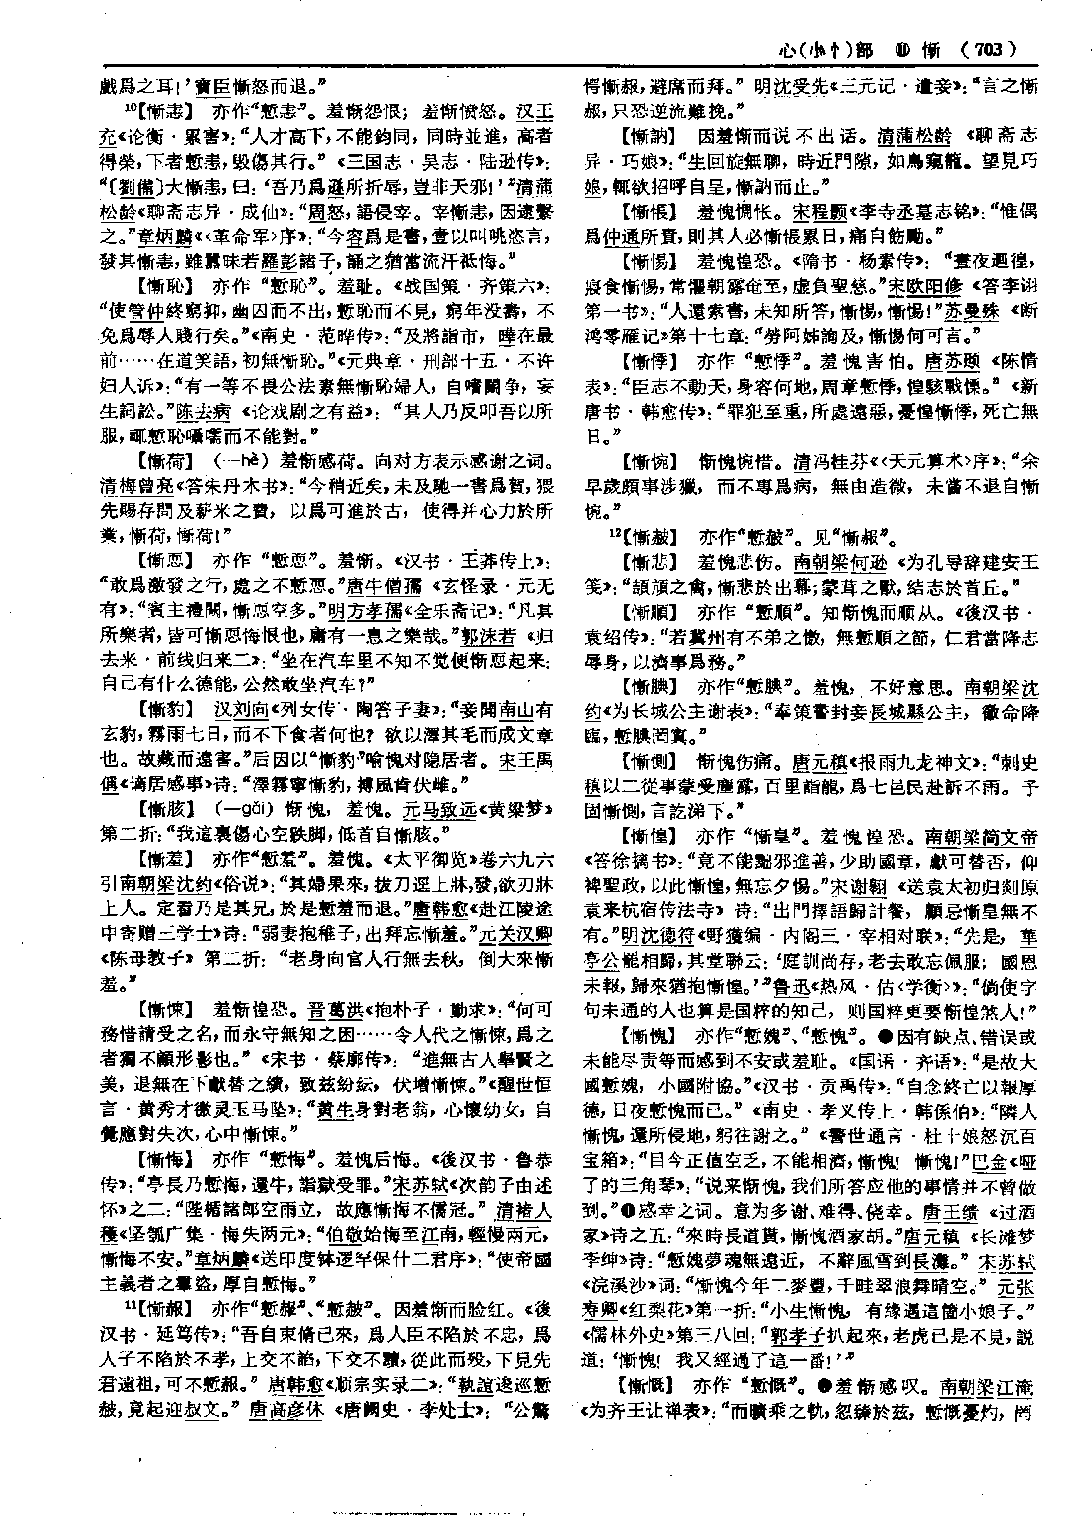 心(小忄)部 ⑪ 惭 (703)
戲爲之耳!’寶臣慚怒而退。”
¹⁰【惭恚】 亦作“慙恚”。羞惭怨恨；羞惭愤怒。汉王
充《论衡·累害》：“人才高下，不能鈞同，同時並進，高者
得榮，下者慙恚，毀傷其行。”《三国志·吴志·陆逊传》：
“〔劉備〕大慚恚，曰：‘吾乃爲遜所折辱，豈非天邪！’”清蒲
松龄《聊斋志异·成仙》：“周怒，語侵宰。宰慚恚，因逮繫
之。”章炳麟《〈革命军〉序》：“今容爲是書，壹以叫咷恣言，
發其慚恚，雖嚚昧若羅彭諸子，誦之猶當流汗祗悔。”
【惭恥】 亦作“慙恥”。羞耻。《战国策·齐策六》：
“使管仲終窮抑，幽囚而不出，慙恥而不見，窮年没壽，不
免爲辱人賤行矣。”《南史·范晔传》：“及將詣市，曄在最
前……在道笑語，初無慚恥。”《元典章·刑部十五·不许
妇人诉》：“有一等不畏公法素無慚恥婦人，自嗜鬭争，妄
生詞訟。”陈去病《论戏剧之有益》：“其人乃反叩吾以所
服，輒慙恥囁嚅而不能對。”
【惭荷】 (—hè) 羞惭感荷。向对方表示感谢之词。
清梅曾亮《答朱丹木书》：“今稍近矣，未及馳一書爲賀，猥
先賜存問及薪米之費，以爲可進於古，使得并心力於所
業，慚荷，慚荷！”
【惭恧】 亦作“慙恧”。羞惭。《汉书·王莽传上》：
“敢爲激發之行，處之不慙恧。”唐牛僧孺《玄怪录·元无
有》：“賓主禮闕，慚恧空多。”明方孝孺《全乐斋记》：“凡其
所樂者，皆可慚恧悔恨也，庸有一息之樂哉。”郭沫若《归
去来·前线归来二》：“坐在汽车里不知不觉便惭恧起来：
自己有什么德能，公然敢坐汽车？”
【惭豹】 汉刘向《列女传·陶答子妻》：“妾聞南山有
玄豹，霧雨七日，而不下食者何也？欲以澤其毛而成文章
也。故藏而遠害。”后因以“慚豹”喻愧对隐居者。宋王禹
偁《谪居感事》诗：“澤霧寧慚豹，摶風肯伏雌。”
【惭胲】 (—gǎi) 惭愧，羞愧。元马致远《黄粱梦》
第二折：“我這裏傷心空跌脚，低首自慚胲。”
【惭羞】 亦作“慙羞”。羞愧。《太平御览》卷六九六
引南朝梁沈约《俗说》：“其婦果來，拔刀逕上牀，發，欲刃牀
上人。定看乃是其兄，於是慙羞而退。”唐韩愈《赴江陵途
中寄赠三学士》诗：“弱妻抱稚子，出拜忘慚羞。”元关汉卿
《陈母教子》第二折：“老身向官人行無去秋，倒大來慚
羞。”
【惭悚】 羞惭惶恐。晋葛洪《抱朴子·勤求》：“何可
務惜請受之名，而永守無知之困……令人代之慚悚，爲之
者獨不顧形影也。”《宋书·蔡廓传》：“進無古人舉賢之
美，退無在下獻替之績，致兹紛紜，伏增慚悚。”《醒世恒
言·黄秀才徼灵玉马坠》：“黄生身對老翁，心懷幼女，自
覺應對失次，心中慚悚。”
【惭悔】 亦作“慙悔”。羞愧后悔。《後汉书·鲁恭
传》：“亭長乃慙悔，還牛，詣獄受罪。”宋苏轼《次韵子由述
怀》之二：“陛楯諸郎空雨立，故應慚悔不儒冠。”清褚人
穫《坚瓠广集·悔失两元》：“伯敬始悔至江南，輕慢兩元，
慚悔不安。”章炳麟《送印度钵逻罕保什二君序》：“使帝國
主義者之羣盜，厚自慙悔。”
¹¹【惭赧】 亦作“慙赧”、“慙赦”。因羞惭而脸红。《後
汉书·延笃传》：“吾自束脩已來，爲人臣不陷於不忠，爲
人子不陷於不孝，上交不諂，下交不黷，從此而殁，下見先
君遠祖，可不慙赧。”唐韩愈《顺宗实录二》：“執誼逡巡慙
赧，竟起迎叔文。”唐高彦休《唐阙史·李处士》：“公驚
愕慚赧，避席而拜。”明沈受先《三元记·遣妾》：“言之慚
赧，只恐逆流難挽。”
【惭訥】 因羞惭而说不出话。清蒲松龄《聊斋志
异·巧娘》：“生回旋無聊，時近門隙，如鳥窺籠。望見巧
娘，輒欲招呼自呈，慚訥而止。”
【惭悵】 羞愧惆怅。宋程颢《李寺丞墓志铭》：“惟偶
爲仲通所賁，則其人必慚悵累日，痛自飭勵。”
【惭惕】 羞愧惶恐。《隋书·杨素传》：“晝夜迴徨，
寢食慚惕，常懼朝露奄至，虚負聖慈。”宋欧阳修《答李诩
第一书》：“人還索書，未知所答，慚惕，慚惕！”苏曼殊《断
鸿零雁记》第十七章：“勞阿姊詢及，慚惕何可言。”
【惭悸】 亦作“慙悸”。羞愧害怕。唐苏颋《陈情
表》：“臣志不動天，身容何地，周章慙悸，惶駭戰慄。”《新
唐书·韩愈传》：“罪犯至重，所處遠惡，憂惶慚悸，死亡無
日。”
【惭惋】 惭愧惋惜。清冯桂芬《〈天元算术〉序》：“余
早歲頗事涉獵，而不專爲病，無由造微，未嘗不退自慚
惋。”
¹²【惭赦】 亦作“慙赦”。见“惭赧”。
【惭悲】 羞愧悲伤。南朝梁何逊《为孔导辞建安王
笺》：“頡頏之禽，慚悲於出幕；蒙茸之獸，結志於首丘。”
【惭順】 亦作“慙順”。知惭愧而顺从。《後汉书·
袁绍传》：“若冀州有不弟之慠，無慙順之節，仁君當降志
辱身，以濟事爲務。”
【惭腆】 亦作“慙腆”。羞愧，不好意思。南朝梁沈
约《为长城公主谢表》：“奉策書封妾長城縣公主，徽命降
臨，慙腆罔寘。”
【惭惻】 惭愧伤痛。唐元稹《报雨九龙神文》：“刺史
稹以二從事蒙受塵露，百里詣龍，爲七邑民赴訴不雨。予
固慚惻，言訖涕下。”
【惭惶】 亦作“慚皇”。羞愧惶恐。南朝梁简文帝
《答徐摛书》：“竟不能黜邪進善，少助國章，獻可替否，仰
裨聖政，以此慚惶，無忘夕惕。”宋谢翱《送袁太初归剡原
袁来杭宿传法寺》诗：“出門擇語歸計餐，顧忌慚皇無不
有。”明沈德符《野獲编·内阁三·宰相对联》：“先是，華
亭公罷相歸，其堂聯云：‘庭訓尚存，老去敢忘佩服；國恩
未報，歸來猶抱慚惶。’”鲁迅《热风·估〈学衡〉》：“倘使字
句未通的人也算是国粹的知己，则国粹更要惭惶煞人！”
【惭愧】 亦作“慙媿”、“慙愧”。❶因有缺点、错误或
未能尽责等而感到不安或羞耻。《国语·齐语》：“是故大
國慙媿，小國附協。”《汉书·贡禹传》：“自念終亡以報厚
德，日夜慙愧而已。”《南史·孝义传上·韩係伯》：“隣人
慚愧，還所侵地，躬往謝之。”《警世通言·杜十娘怒沉百
宝箱》：“目今正值空乏，不能相濟，慚愧！慚愧！”巴金《哑
了的三角琴》：“说来惭愧，我们所答应他的事情并不曾做
到。”❷感幸之词。意为多谢、难得、侥幸。唐王绩《过酒
家》诗之五：“來時長道貰，慚愧酒家胡。”唐元稹《长滩梦
李绅》诗：“慙媿夢魂無遠近，不辭風雪到長灘。”宋苏轼
《浣溪沙》词：“慚愧今年二麥豐，千畦翠浪舞晴空。”元张
寿卿《红梨花》第一折：“小生慚愧，有緣遇這箇小娘子。”
《儒林外史》第三八回：“郭孝子扒起來，老虎已是不見，説
道：‘慚愧！我又經過了這一番！’”
【惭慨】 亦作“慙慨”。❶羞惭感叹。南朝梁江淹
《为齐王让禅表》：“而曠乘之軌，忽臻於兹，慙慨憂灼，罔